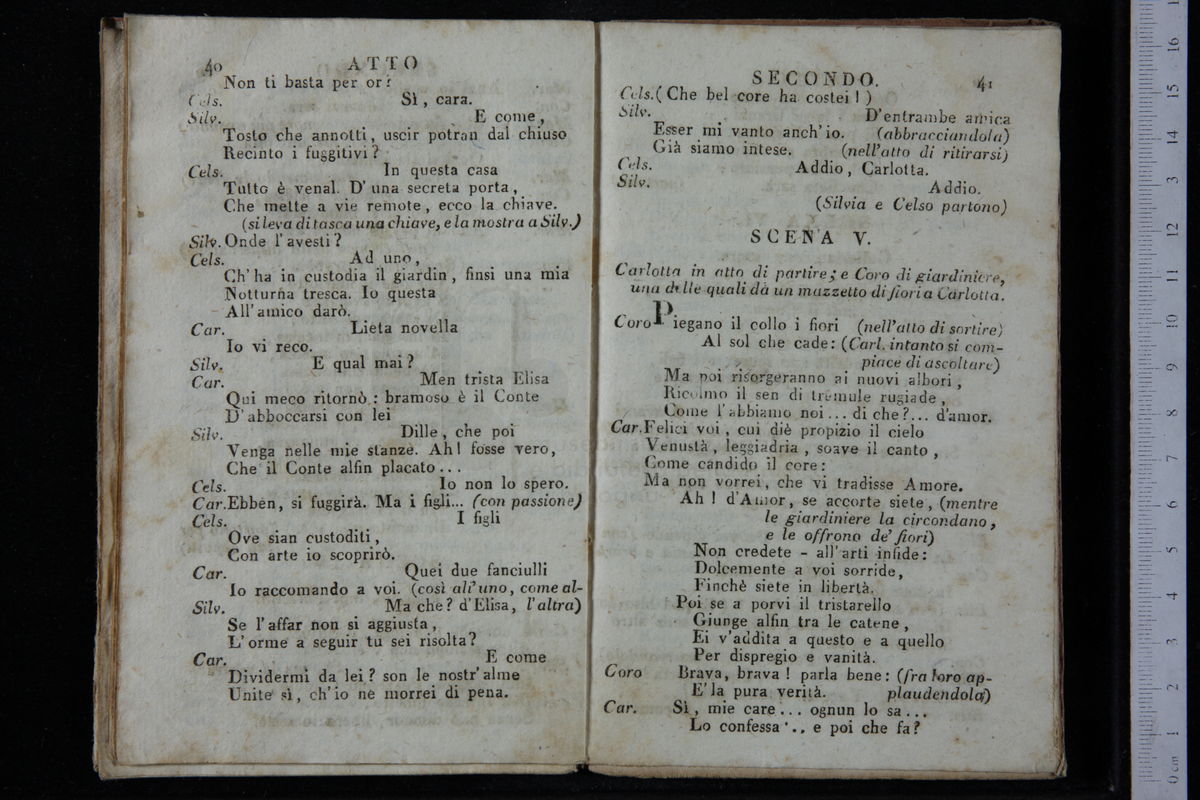 40 ATTO
Non ti basta per or?
Cels. Sì, cara.
Silv. E come,
Tosto che annotti, uscir potran dal chiuso
Recinto i fuggitivi?
Cels. In questa casa
Tutto è venal. D'una secreta porta,
Che mette a vie remote, ecco la chiave.
(si leva di tasca una chiave, e la mostra a Silv.)
Silv. Onde l'avesti?
Cels. Ad uno,
Ch'ha in custodia il giardin, finsi una mia
Notturna tresca. Io questa
All'amico darò.
Car. Lieta novella
Io vi reco.
Silv. E qual mai?
Car. Men trista Elisa
Qui meco ritornò: bramoso è il Conte
D'abboccarsi con lei
Silv. Dille, che poi
Venga nelle mie stanze. Ah! fosse vero,
Che il Conte alfin placato...
Cels. Io non lo spero.
Car. Ebben, si fuggirà. Ma i figli... (con passione)
Cels. I figli
Ove sian custoditi,
Con arte io scoprirò.
Car. Quei due fanciulli
Io raccomando a voi. (così all'uno, come al-
Silv. Ma che? d'Elisa, l'altra)
Se l'affar non si aggiusta,
L'orme a seguir tu sei risolta?
Car. E come
Dividermi da lei? son le nostr'alme
Unite sì, ch'io ne morrei di pena.
SECONDO. 41
Cels. (Che bel core ha costei!)
Silv. D'entrambe amica
Esser mi vanto anch'io. (abbracciandola)
Già siamo intese. (nell'atto di ritirarsi)
Cels. Addio, Carlotta.
Silv. Addio.
(Silvia e Celso partono)
SCENA V.
Carlotta in atto di partire; e Coro di giardiniere,
una delle quali dà un mazzetto di fiori a Carlotta.
Coro Piegano il collo i fiori (nell'atto di sortire)
Al sol che cade: (Carl. intanto si com-
piace di ascoltare)
Ma poi risorgeranno ai nuovi albori,
Ricolmo il sen di tremule rugiade,
Come l'abbiamo noi... di che?... d'amor.
Car. Felici voi, cui diè propizio il cielo
Venustà, leggiadria, soave il canto,
Come candido il core:
Ma non vorrei, che vi tradisse Amore.
Ah! d'Amor, se accorte siete, (mentre
le giardiniere la circondano,
e le offrono de' fiori)
Non credete - all'arti infide:
Dolcemente a voi sorride,
Finchè siete in libertà.
Poi se a porvi il tristarello
Giunge alfin tra le catene,
Ei v'addita a questo e a quello
Per dispregio e vanità.
Coro Brava, brava! parla bene: (fra loro ap-
E' la pura verità. plaudendola)
Car. Sì, mie care... ognun lo sa...
Lo confessa... e poi che fa?
0 cm 1 2 3 4 5 6 7 8 9 10 11 12 13 14 15 16